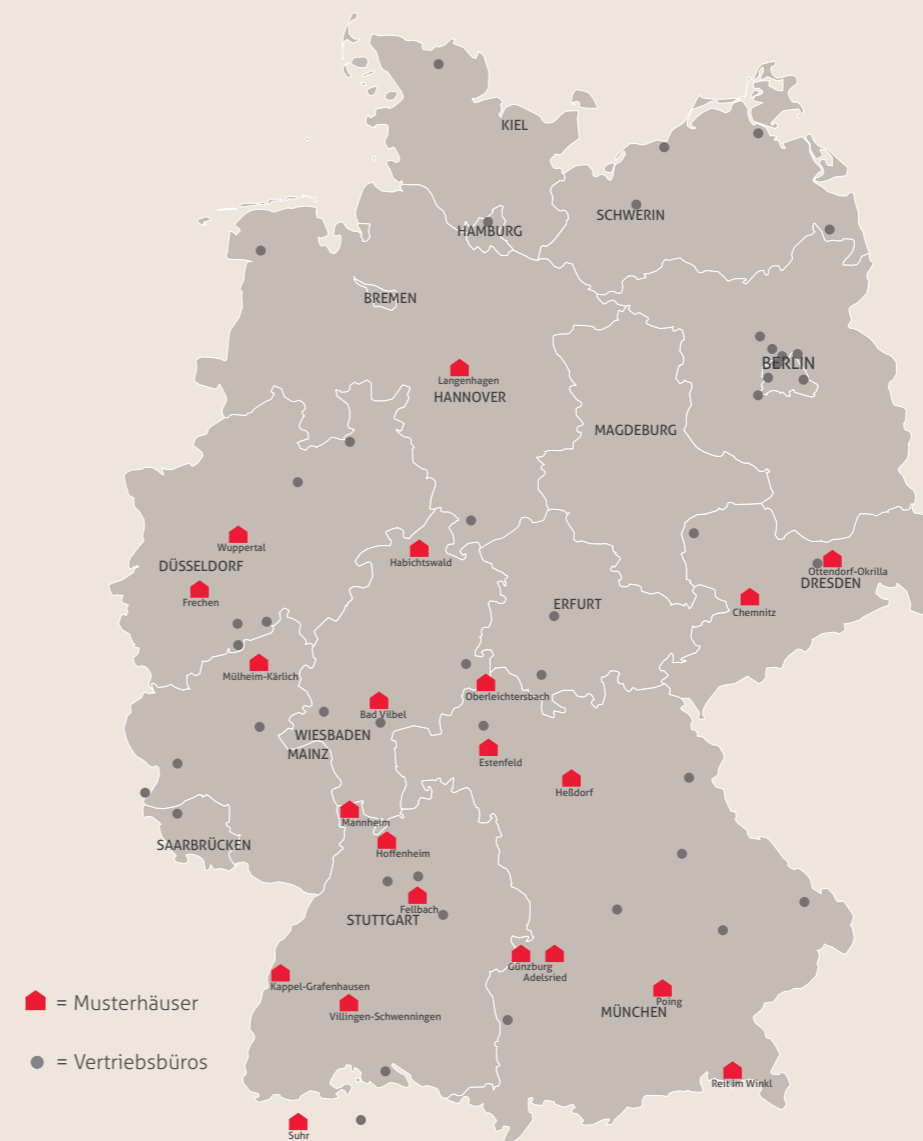 KIEL
SCHWERIN
HAMBURG
BREMEN
BERLIN
Langenhagen
HANNOVER
MAGDEBURG
Wuppertal
Habichtswald
DÜSSELDORF
Ottendorf-Okrilla
DRESDEN
Frechen
ERFURT
Chemnitz
Mülheim-Kärlich
Oberleichtersbach
Bad Vilbel
WIESBADEN
MAINZ
Estenfeld
Heßdorf
Mannheim
SAARBRÜCKEN
Hoffenheim
Fellbach
STUTTGART
Günzburg
Adelsried
Kappel-Grafenhausen
Poing
= Musterhäuser
Villingen-Schwenningen
MÜNCHEN
= Vertriebsbüros
Reit im Winkl
Suhr